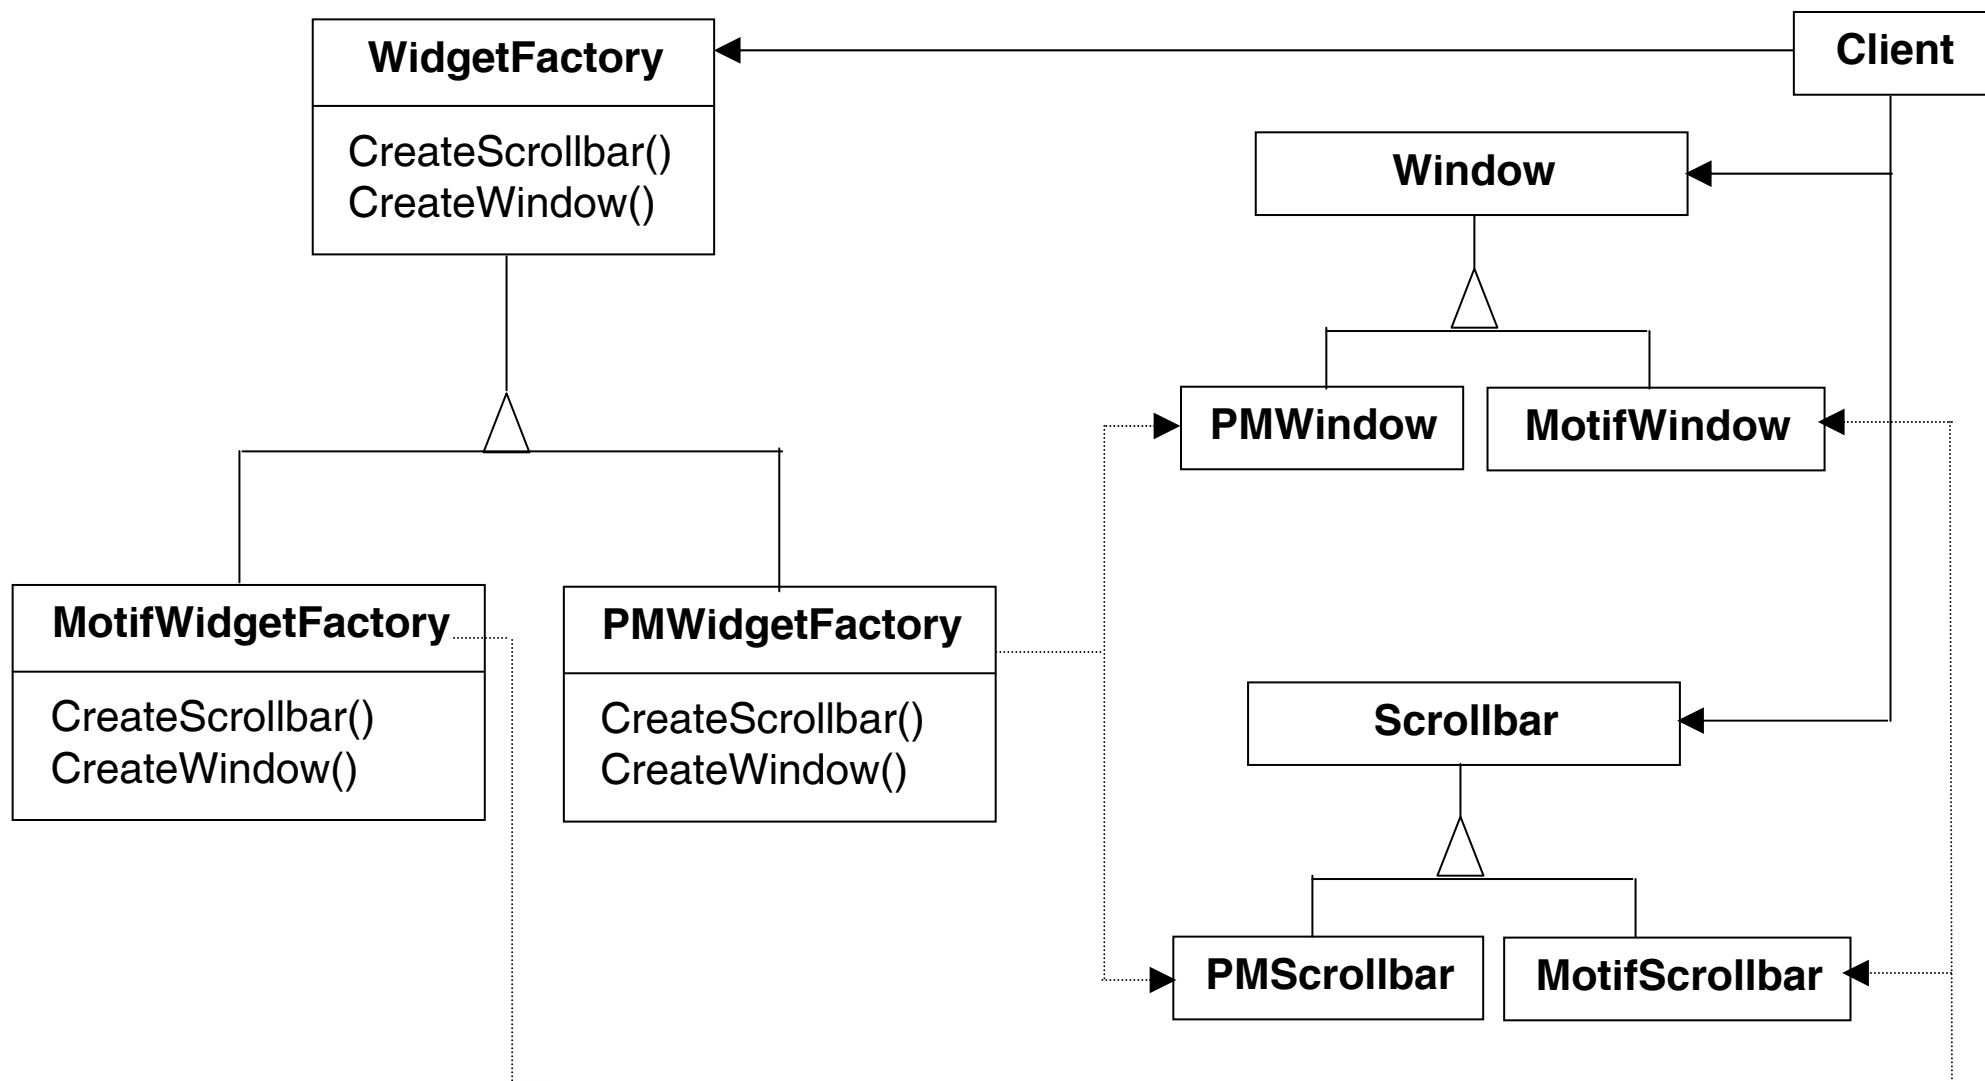 WidgetFactory
CreateScrollbar()
CreateWindow()
Client
Window
PMWindow
MotifWindow
MotifWidgetFactory
CreateScrollbar()
CreateWindow()
PMWidgetFactory
CreateScrollbar()
CreateWindow()
Scrollbar
PMScrollbar
MotifScrollbar